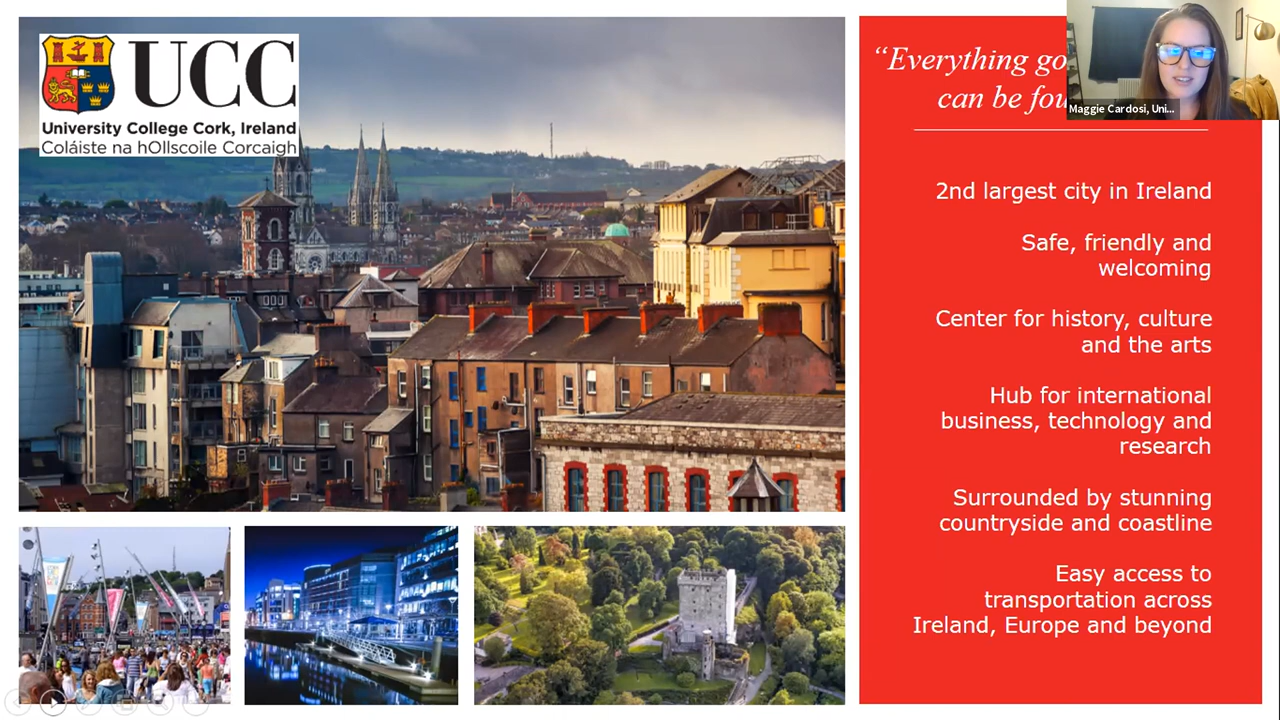 UCC
University College Cork, Ireland
Coláiste na hOllscoile Corcaigh
“Everything
can be
Maggie Cardosi, Uni...
2nd largest city in Ireland
Safe, friendly and
welcoming
Center for history, culture
and the arts
Hub for international
business, technology and
research
Surrounded by stunning
countryside and coastline
Easy access to
transportation across
Ireland, Europe and beyond